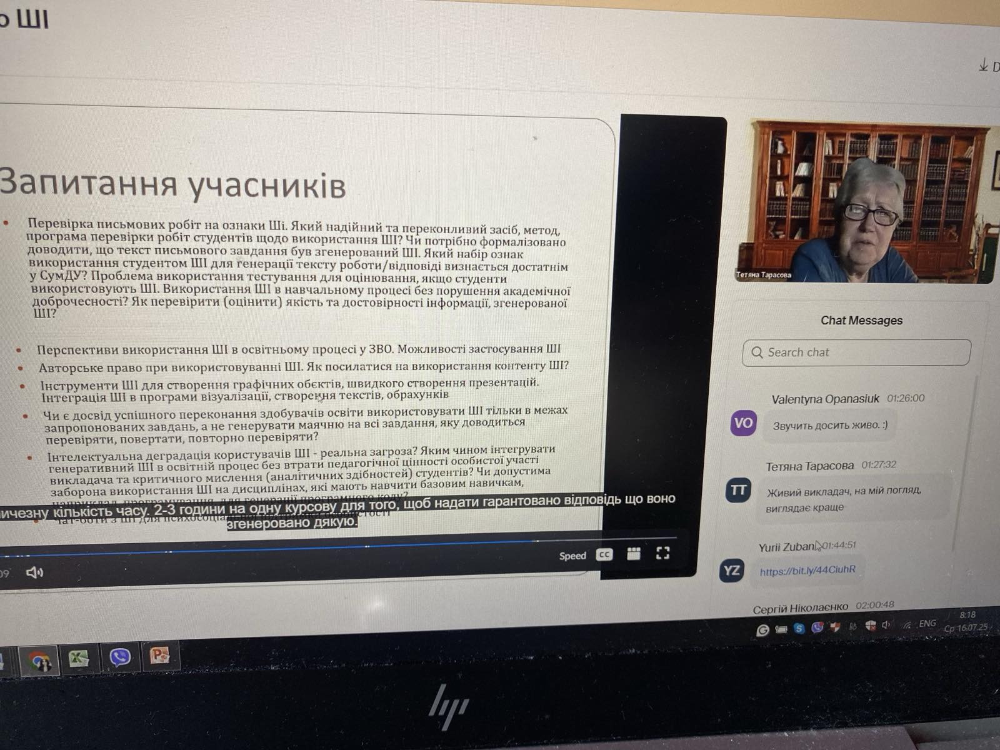 о ШІ
Запитання учасників
• Перевірка письмових робіт на ознаки Ші. Який надійний та переконливий засіб, метод,
програма перевірки робіт студентів щодо використання ШІ? Чи потрібно формалізовано
доводити, що текст письмового завдання був згенерований ШІ. Який набір ознак
використання студентом ШІ для генерації тексту роботи/відповіді визнається достатнім
у СумДУ? Проблема використання тестування для оцінювання, якщо студенти
використовують ШІ. Використання ШІ в навчальному процесі без порушення академічної
доброчесності? Як перевірити (оцінити) якість та достовірності інформації, згенерованої
ШІ?
• Перспективи використання ШІ в освітньому процесі у ЗВО. Можливості застосування ШІ
• Авторське право при використовуванні ШІ. Як посилатися на використання контенту ШІ?
• Інструменти ШІ для створення графічних обєктів, швидкого створення презентацій.
Інтеграція ШІ в програми візуалізації, створення текстів, обрахунків
• Чи є досвід успішного переконання здобувачів освіти використовувати ШІ тільки в межах
запропонованих завдань, а не генерувати маячню на всі завдання, яку доводиться
перевіряти, повертати, повторно перевіряти?
• Інтелектуальна деградація користувачів ШІ - реальна загроза? Яким чином інтегрувати
генеративний ШІ в освітній процес без втрати педагогічної цінності особистої участі
викладача та критичного мислення (аналітичних здібностей) студентів? Чи допустима
заборона використання ШІ на дисциплінах, які мають навчити базовим навичкам,
наприклад, програмування, для генерації програмного коду?
ичезну кількість часу. 2-3 години на одну курсову для того, щоб надати гарантовано відповідь що воно
згенеровано дякую.
09
Speed
CC
Тетяна Тарасова
Chat Messages
Search chat
Valentyna Opanasiuk 01:26:00
VO
Звучить досить живо. :)
Тетяна Тарасова 01:27:32
TT
Живий викладач, на мій погляд,
виглядає краще
Yurii Zuban 01:44:51
YZ
https://bit.ly/44CiuhR
Сергій Ніколаєнко 02:00:48
ENG
8:18
Ср 16.07.25
hp